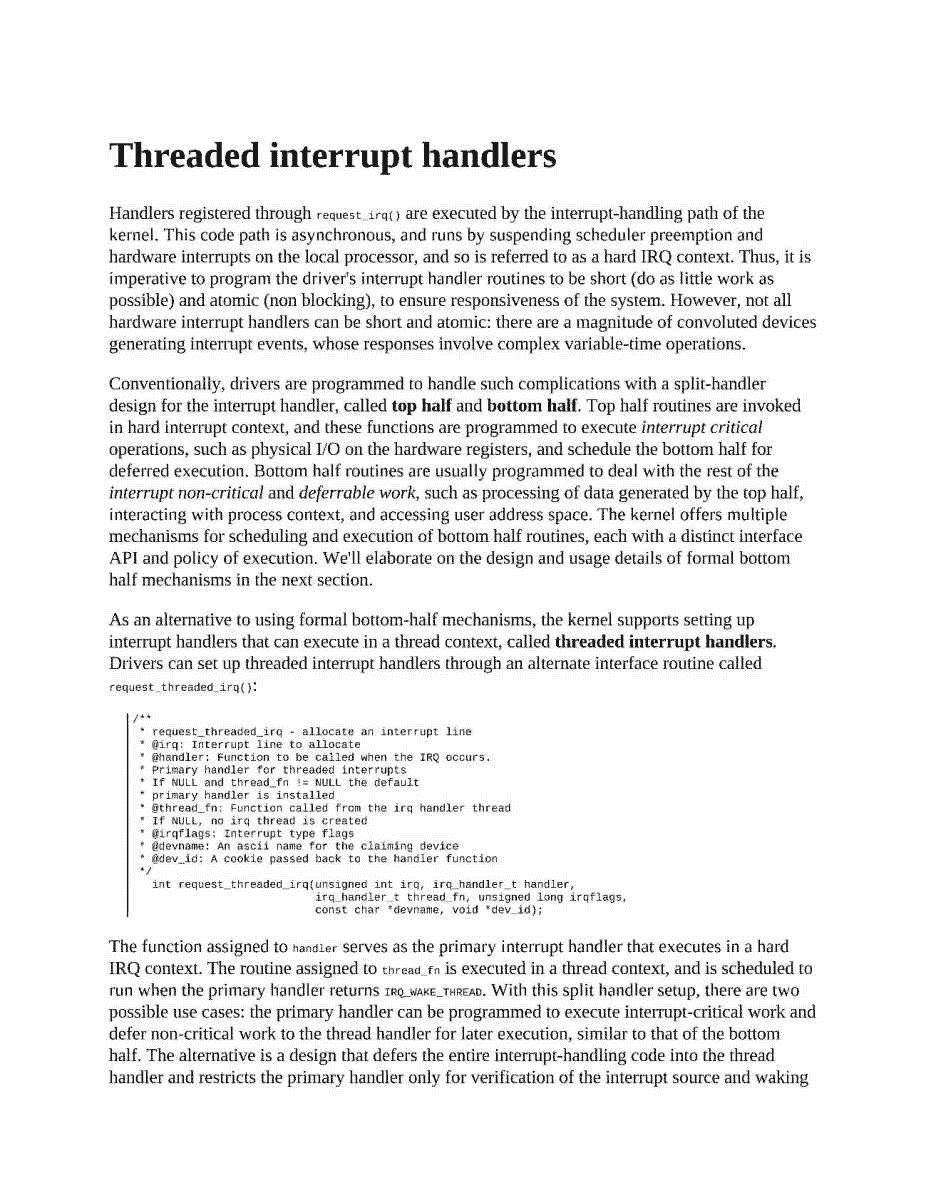 Threaded interrupt handlers
Handlers registered through request_irq() are executed by the interrupt-handling path of the
kernel. This code path is asynchronous, and runs by suspending scheduler preemption and
hardware interrupts on the local processor, and so is referred to as a hard IRQ context. Thus, it is
imperative to program the driver's interrupt handler routines to be short (do as little work as
possible) and atomic (non blocking), to ensure responsiveness of the system. However, not all
hardware interrupt handlers can be short and atomic: there are a magnitude of convoluted devices
generating interrupt events, whose responses involve complex variable-time operations.
Conventionally, drivers are programmed to handle such complications with a split-handler
design for the interrupt handler, called top half and bottom half. Top half routines are invoked
in hard interrupt context, and these functions are programmed to execute interrupt critical
operations, such as physical I/O on the hardware registers, and schedule the bottom half for
deferred execution. Bottom half routines are usually programmed to deal with the rest of the
interrupt non-critical and deferrable work, such as processing of data generated by the top half,
interacting with process context, and accessing user address space. The kernel offers multiple
mechanisms for scheduling and execution of bottom half routines, each with a distinct interface
API and policy of execution. We'll elaborate on the design and usage details of formal bottom
half mechanisms in the next section.
As an alternative to using formal bottom-half mechanisms, the kernel supports setting up
interrupt handlers that can execute in a thread context, called threaded interrupt handlers.
Drivers can set up threaded interrupt handlers through an alternate interface routine called
request_threaded_irq():
/**
* request_threaded_irq - allocate an interrupt line
* @irq: Interrupt line to allocate
* @handler: Function to be called when the IRQ occurs.
* Primary handler for threaded interrupts
* If NULL and thread_fn != NULL the default
* primary handler is installed
* @thread_fn: Function called from the irq handler thread
* If NULL, no irq thread is created
* @irqflags: Interrupt type flags
* @devname: An ascii name for the claiming device
* @dev_id: A cookie passed back to the handler function
*/
int request_threaded_irq(unsigned int irq, irq_handler_t handler,
irq_handler_t thread_fn, unsigned long irqflags,
const char *devname, void *dev_id);
The function assigned to handler serves as the primary interrupt handler that executes in a hard
IRQ context. The routine assigned to thread_fn is executed in a thread context, and is scheduled to
run when the primary handler returns IRQ_WAKE_THREAD. With this split handler setup, there are two
possible use cases: the primary handler can be programmed to execute interrupt-critical work and
defer non-critical work to the thread handler for later execution, similar to that of the bottom
half. The alternative is a design that defers the entire interrupt-handling code into the thread
handler and restricts the primary handler only for verification of the interrupt source and waking